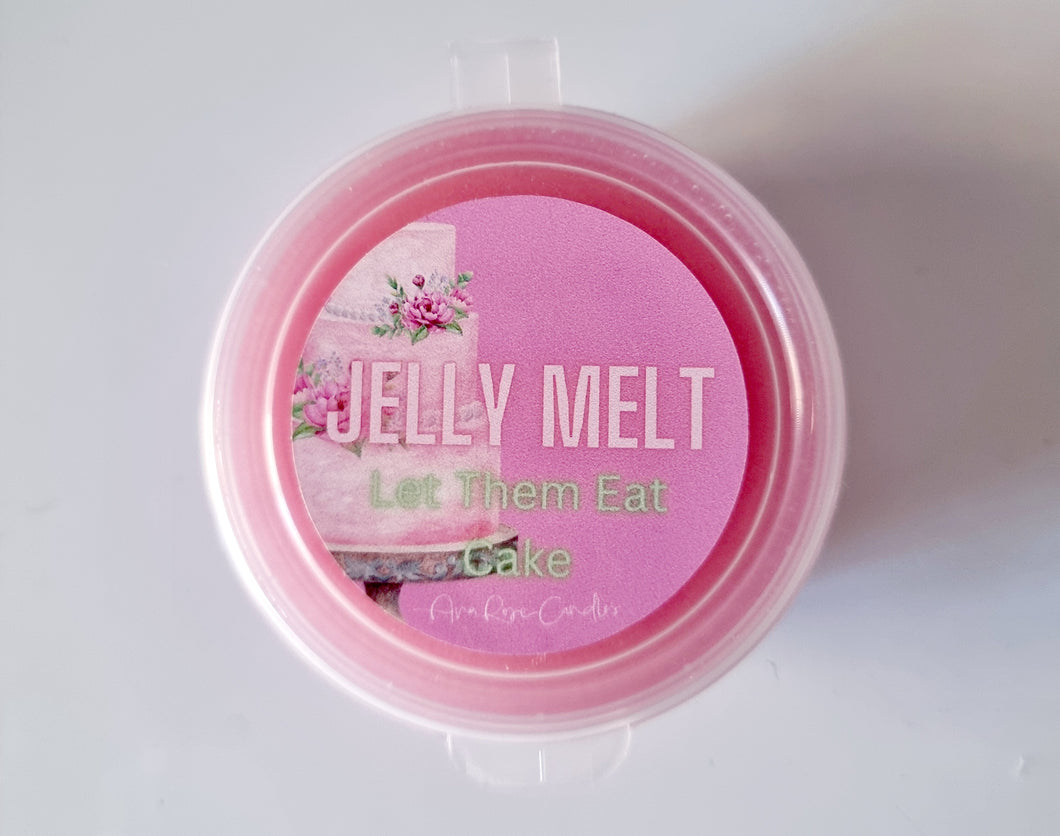 JELLY MELT
Let Them Eat
Cake
Ava Rose Candles